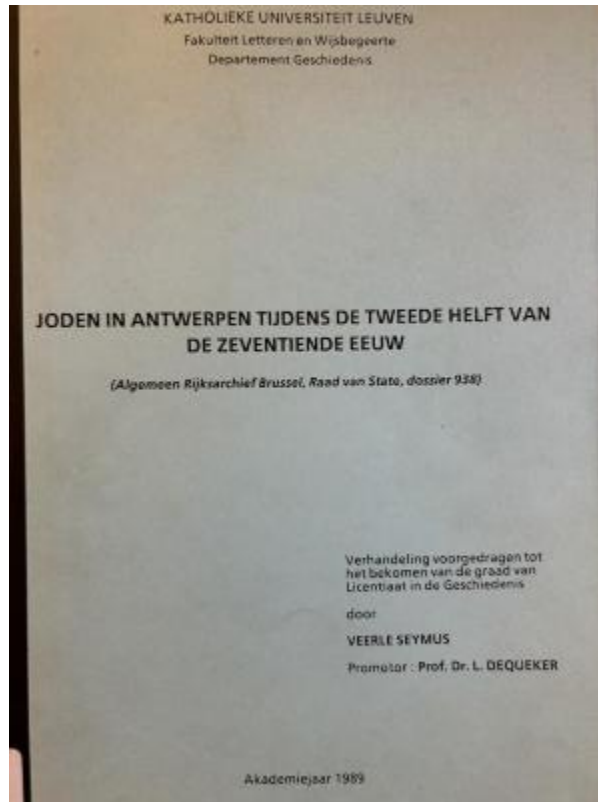 KATHOLIEKE UNIVERSITEIT LEUVEN
Fakulteit Letteren en Wijsbegeerte
Departement Geschiedenis
JODEN IN ANTWERPEN TIJDENS DE TWEEDE HELFT VAN
DE ZEVENTIENDE EEUW
(Algemeen Rijksarchief Brussel, Raad van State, dossier 938)
Verhandeling voorgedragen tot
het bekomen van de graad van
Licentiaat in de Geschiedenis
door
VEERLE SEYMUS
Promotor : Prof. Dr. L. DEQUEKER
Akademiejaar 1989